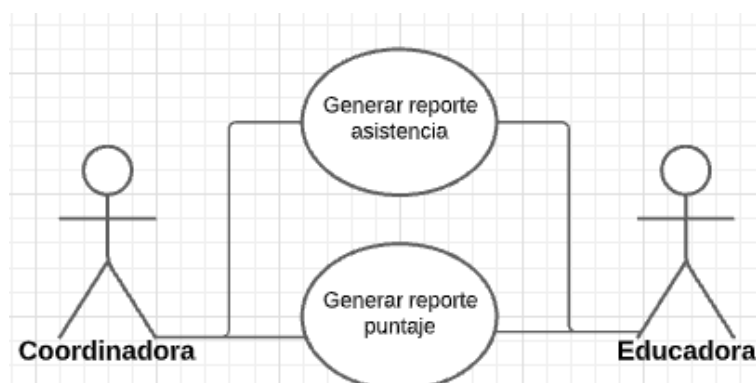 Generar reporte
asistencia
Generar reporte
puntaje
Coordinadora
Educadora